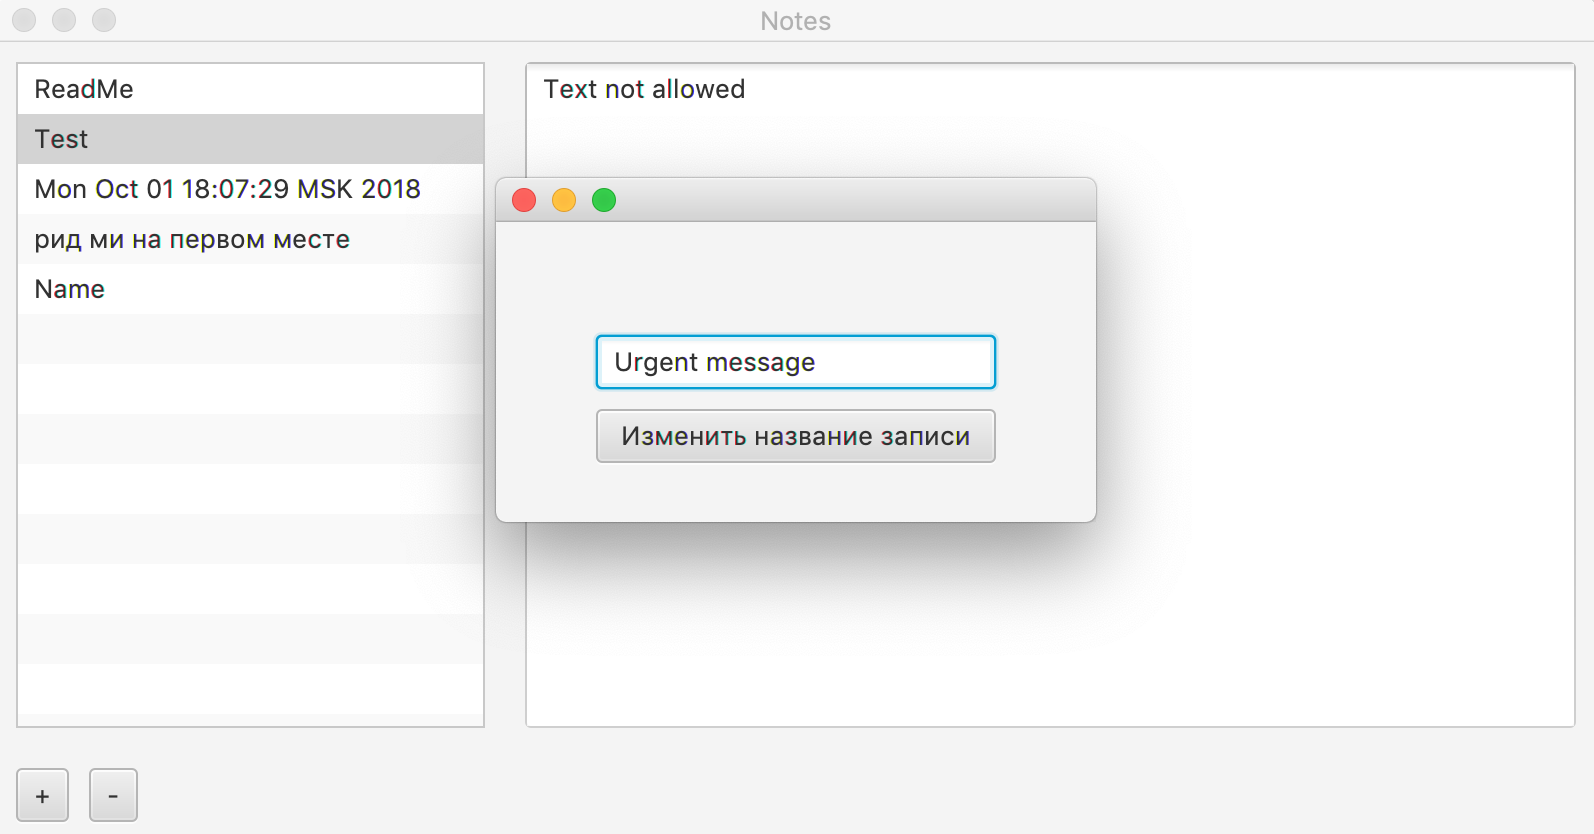 Notes
ReadMe
Test
Mon Oct 01 18:07:29 MSK 2018
рид ми на первом месте
Name
Text not allowed
Urgent message
Изменить название записи
+
-